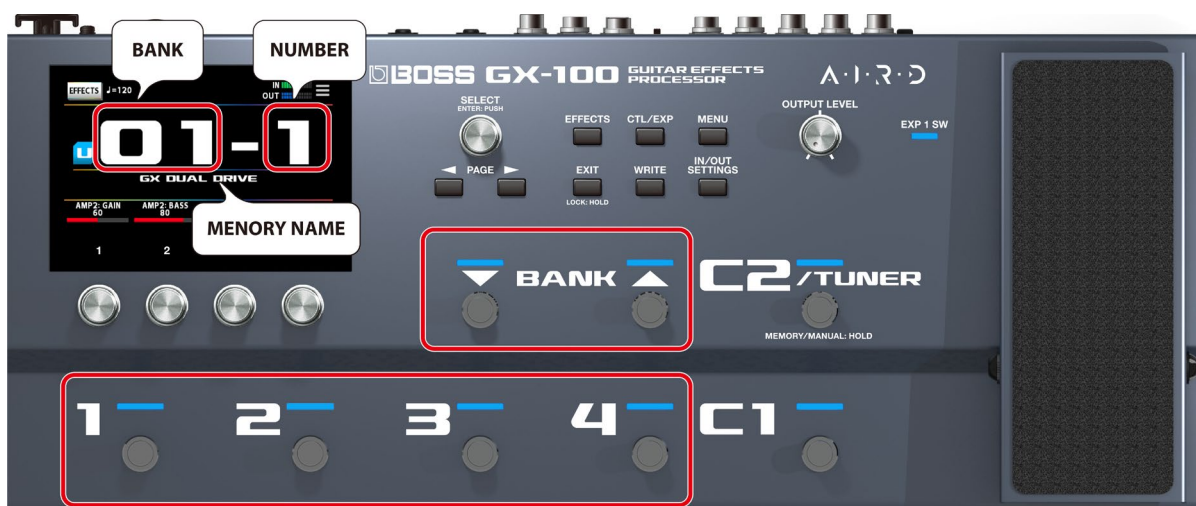 BANK
NUMBER
BOSS GX-100 GUITAR EFFECTS PROCESSOR
A·I·R·D
EFFECTS ♩=120
IN
OUT
U 01-1
GX DUAL DRIVE
AMP2: GAIN
60
AMP2: BASS
80
MENORY NAME
1
2
SELECT
ENTER: PUSH
EFFECTS
CTL/EXP
MENU
OUTPUT LEVEL
EXP 1 SW
◄ PAGE ►
EXIT
LOCK: HOLD
WRITE
IN/OUT
SETTINGS
▼ BANK ▲
C2/TUNER
MEMORY/MANUAL: HOLD
1
2
3
4
C1